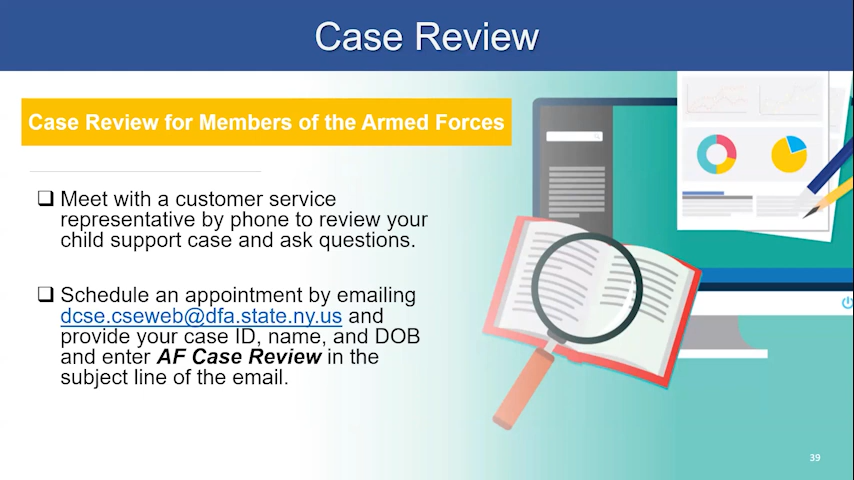 Case Review
Case Review for Members of the Armed Forces
❑ Meet with a customer service
representative by phone to review your
child support case and ask questions.
❑ Schedule an appointment by emailing
dcse.cseweb@dfa.state.ny.us and
provide your case ID, name, and DOB
and enter AF Case Review in the
subject line of the email.
39